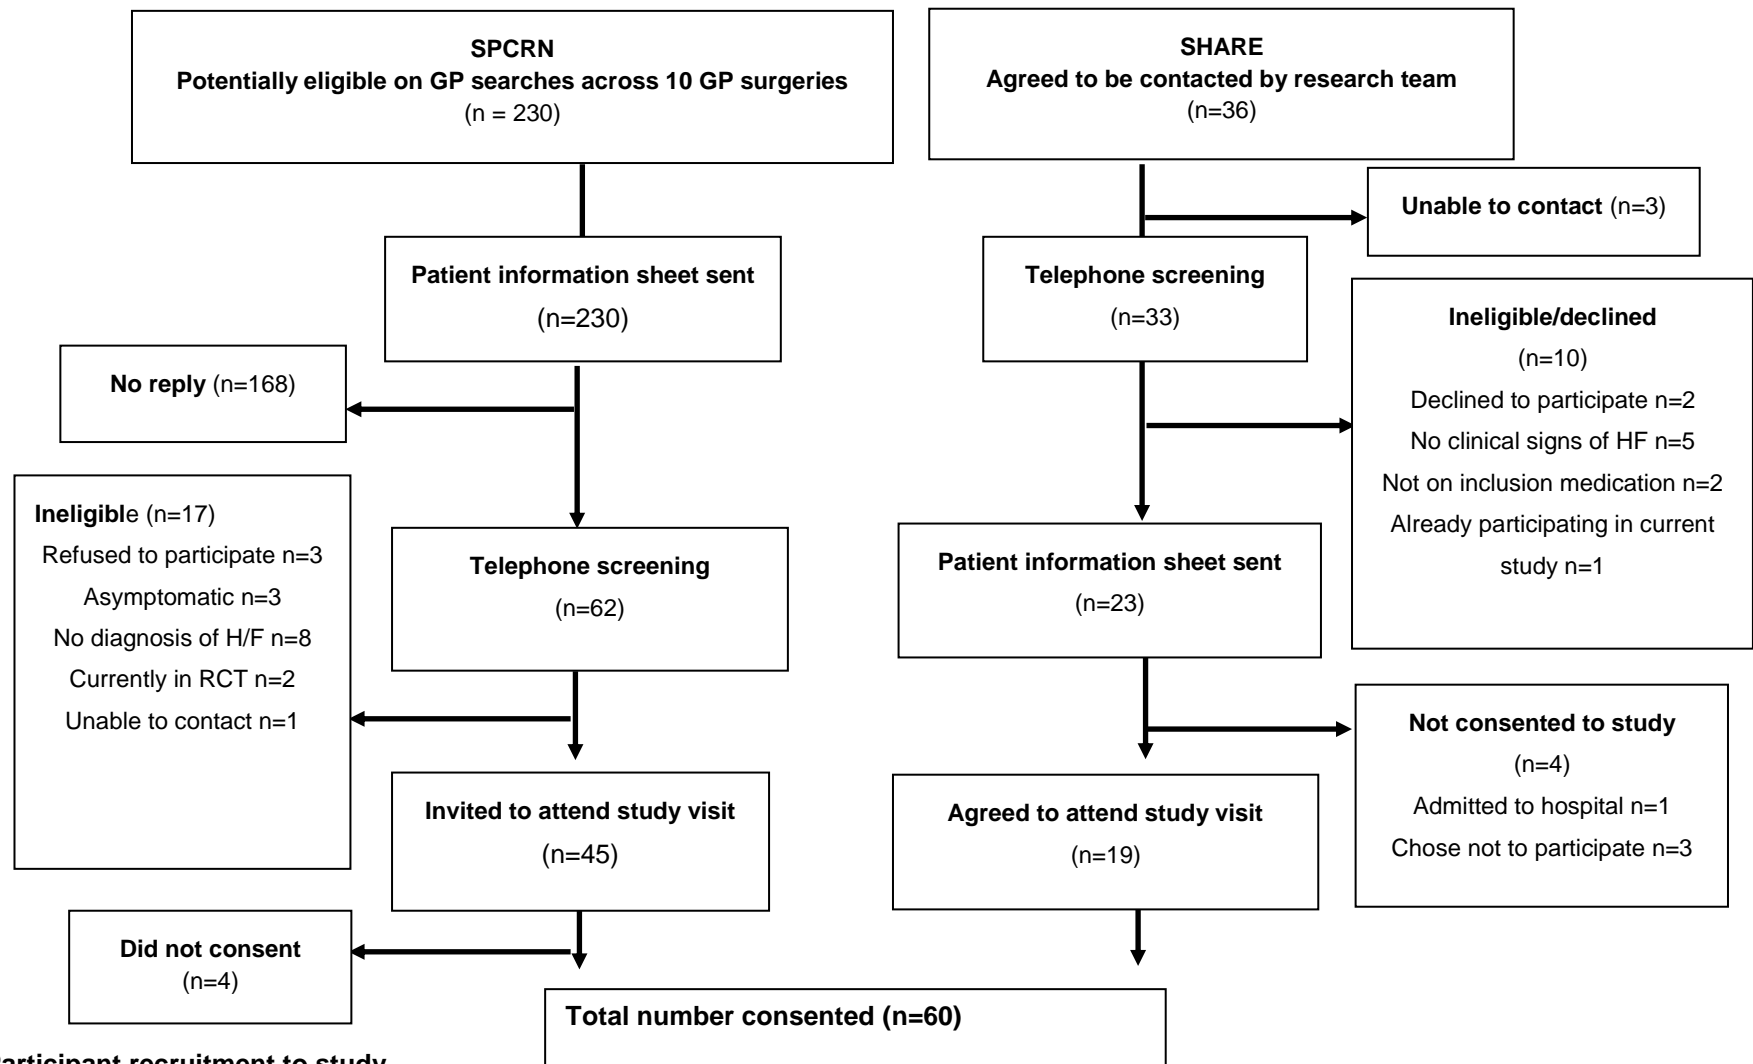 SPCRN
Potentially eligible on GP searches across 10 GP surgeries
(n = 230)
SHARE
Agreed to be contacted by research team
(n=36)
Unable to contact (n=3)
Patient information sheet sent
(n=230)
Telephone screening
(n=33)
Ineligible/declined
(n=10)
Declined to participate n=2
No clinical signs of HF n=5
Not on inclusion medication n=2
Already participating in current
study n=1
No reply (n=168)
Ineligible (n=17)
Refused to participate n=3
Asymptomatic n=3
No diagnosis of H/F n=8
Currently in RCT n=2
Unable to contact n=1
Telephone screening
(n=62)
Patient information sheet sent
(n=23)
Not consented to study
(n=4)
Admitted to hospital n=1
Chose not to participate n=3
Invited to attend study visit
(n=45)
Agreed to attend study visit
(n=19)
Did not consent
(n=4)
Total number consented (n=60)
Participant recruitment to study